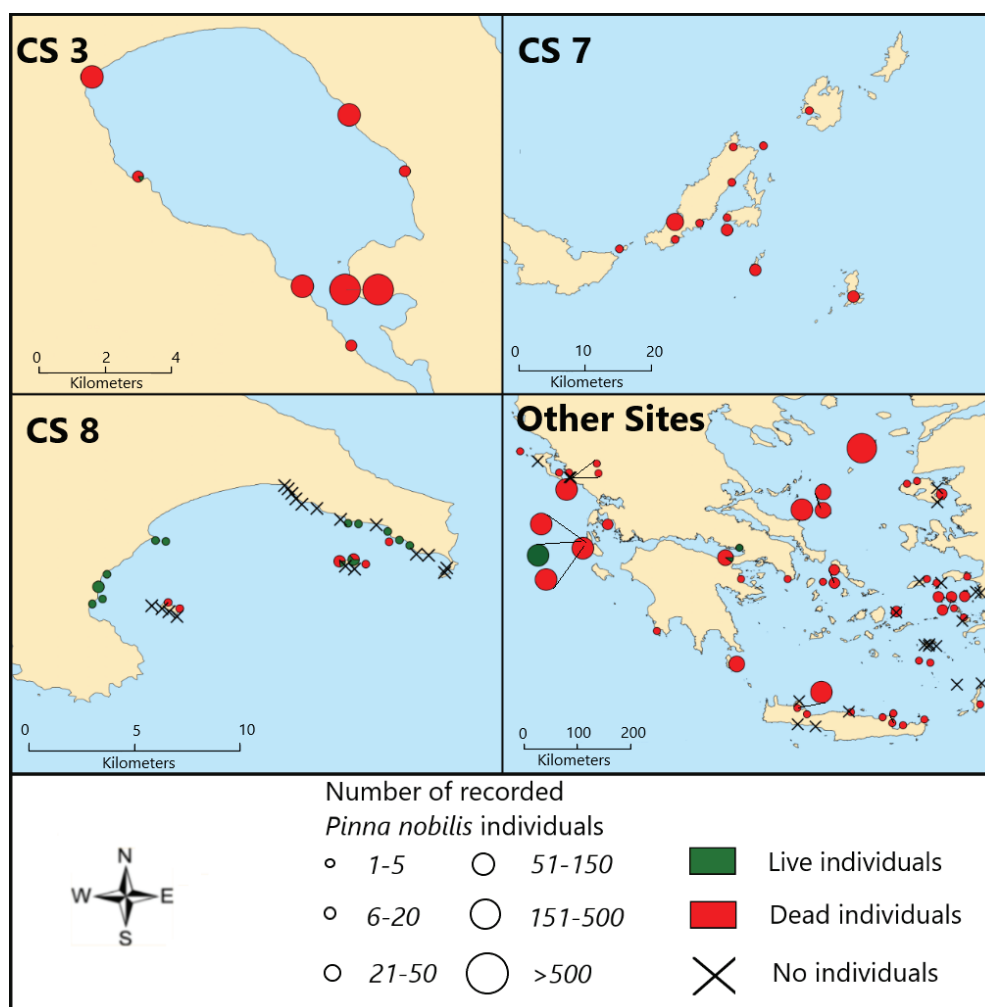 CS 3
0 2 4
Kilometers
CS 7
0 10 20
Kilometers
CS 8
0 5 10
Kilometers
Other Sites
0 100 200
Kilometers
N
W E
S
Number of recorded
Pinna nobilis individuals
1-5
6-20
21-50
51-150
151-500
>500
Live individuals
Dead individuals
No individuals